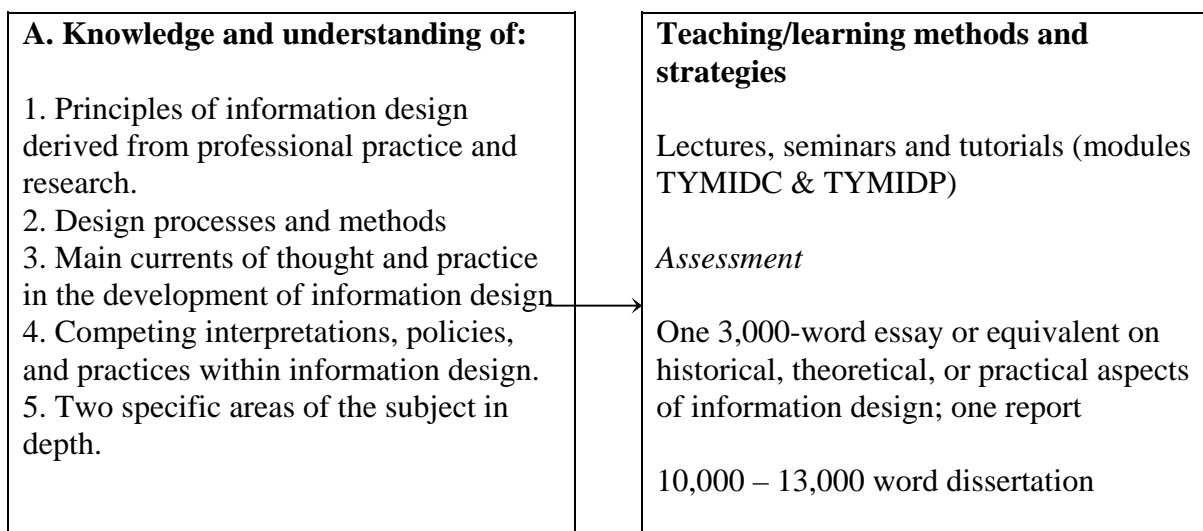 A. Knowledge and understanding of:
1. Principles of information design
derived from professional practice and
research.
2. Design processes and methods
3. Main currents of thought and practice
in the development of information design
4. Competing interpretations, policies,
and practices within information design.
5. Two specific areas of the subject in
depth.
Teaching/learning methods and
strategies
Lectures, seminars and tutorials (modules
TYMIDC & TYMIDP)
Assessment
One 3,000-word essay or equivalent on
historical, theoretical, or practical aspects
of information design; one report
10,000 – 13,000 word dissertation